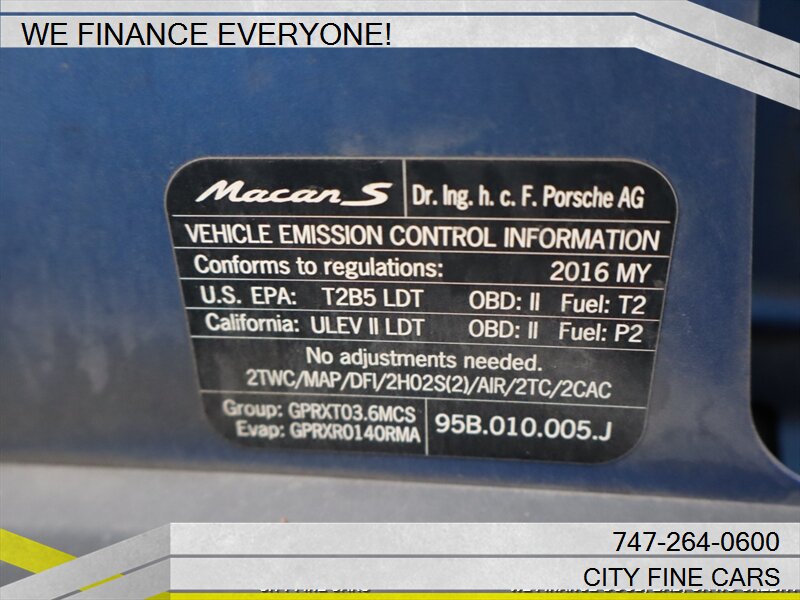 WE FINANCE EVERYONE!
Macan S Dr. Ing. h. c. F. Porsche AG
VEHICLE EMISSION CONTROL INFORMATION
Conforms to regulations: 2016 MY
U.S. EPA: T2B5 LDT OBD: II Fuel: T2
California: ULEV II LDT OBD: II Fuel: P2
No adjustments needed.
2TWC/MAP/DFI/2HO2S(2)/AIR/2TC/2CAC
Group: GPRXT03.6MCS
Evap: GPRXR0140RMA
95B.010.005.J
747-264-0600
CITY FINE CARS